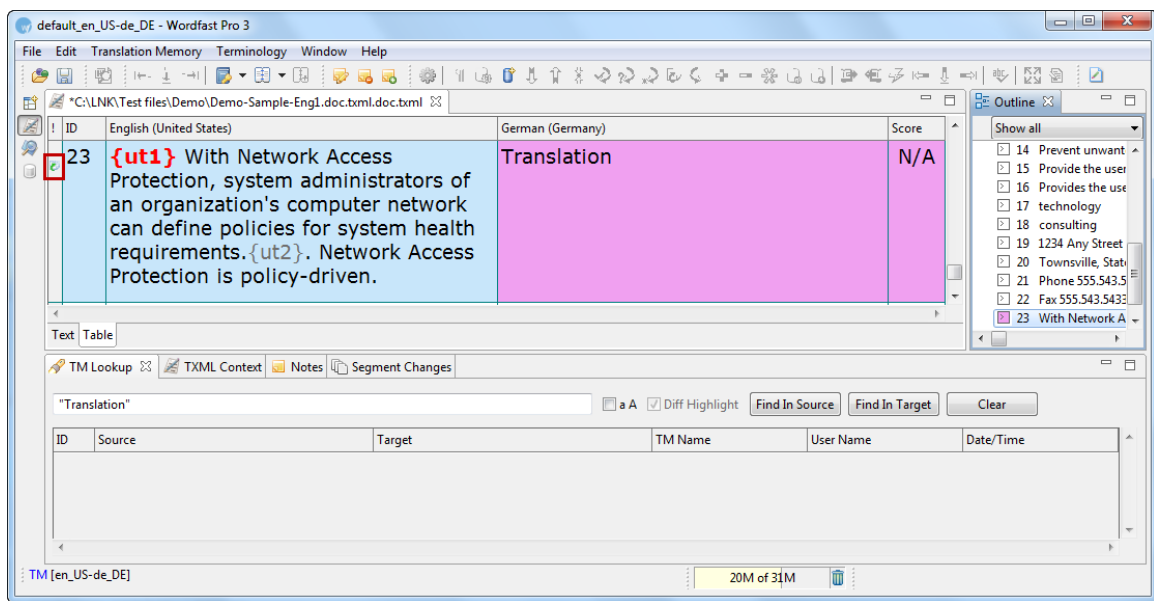 default_en_US-de_DE - Wordfast Pro 3
File Edit Translation Memory Terminology Window Help
*C:\LNK\Test files\Demo\Demo-Sample-Eng1.doc.txml.doc.txml
Outline
! ID English (United States) German (Germany) Score
Show all
23 {ut1} With Network Access Translation N/A
Protection, system administrators of
an organization's computer network
can define policies for system health
requirements.{ut2}. Network Access
Protection is policy-driven.
14 Prevent unwant
15 Provide the user
16 Provides the use
17 technology
18 consulting
19 1234 Any Street
20 Townsville, State
21 Phone 555.543.5
22 Fax 555.543.5433
23 With Network A
Text Table
TM Lookup TXML Context Notes Segment Changes
"Translation" a A Diff Highlight Find In Source Find In Target Clear
ID Source Target TM Name User Name Date/Time
TM [en_US-de_DE] 20M of 31M